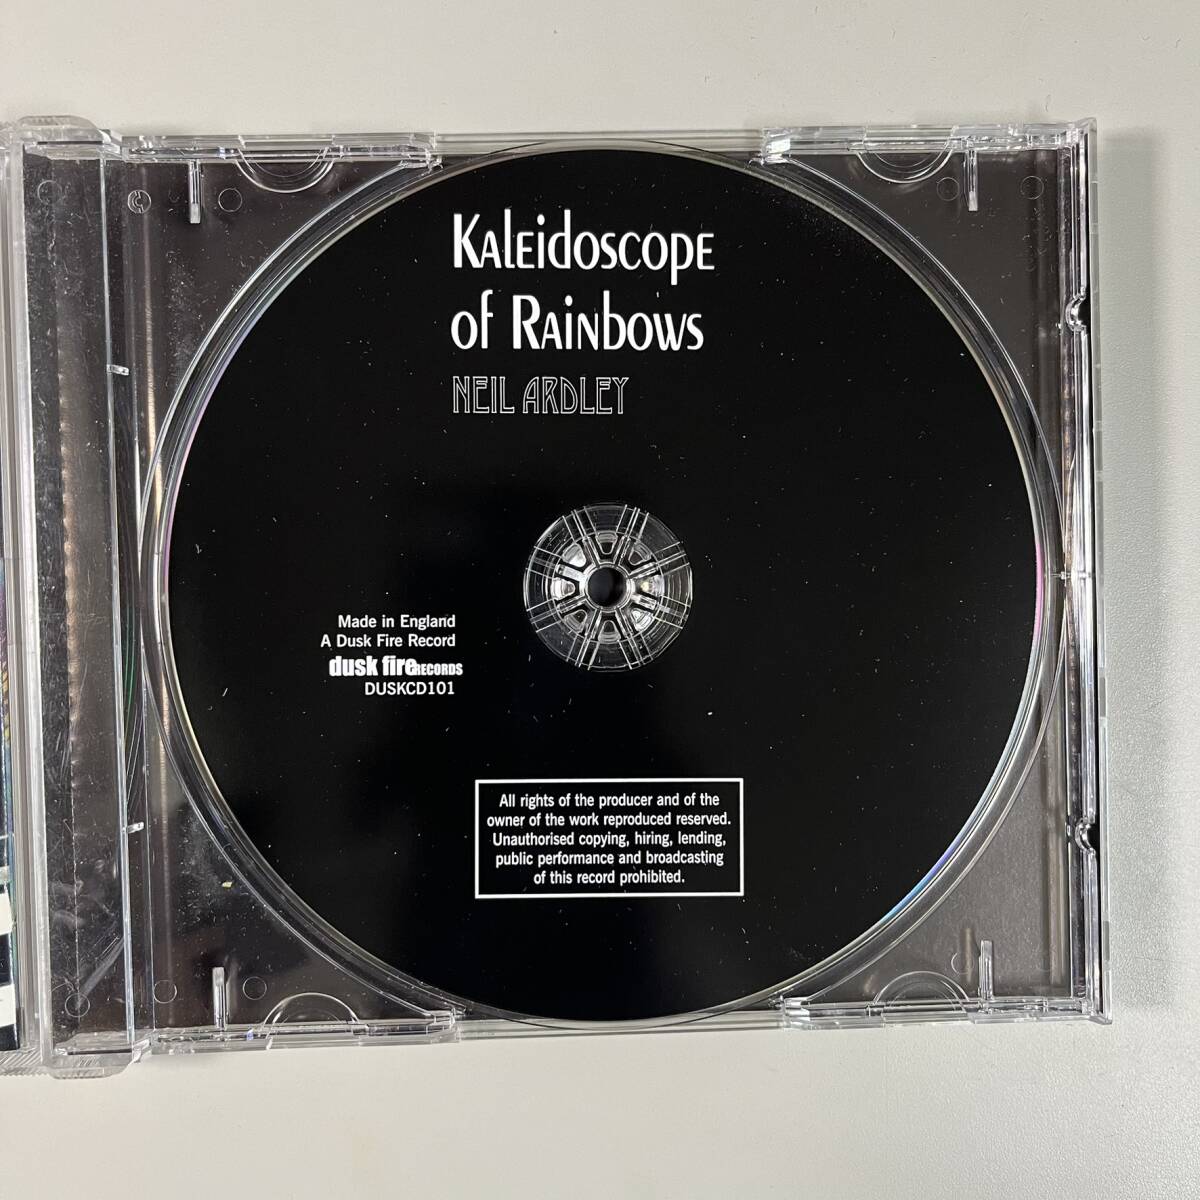 Kaleidoscope
of Rainbows
NEIL ARDLEY
Made in England
A Dusk Fire Record
dusk fire RECORDS
DUSKCD101
All rights of the producer and of the
owner of the work reproduced reserved.
Unauthorised copying, hiring, lending,
public performance and broadcasting
of this record prohibited.